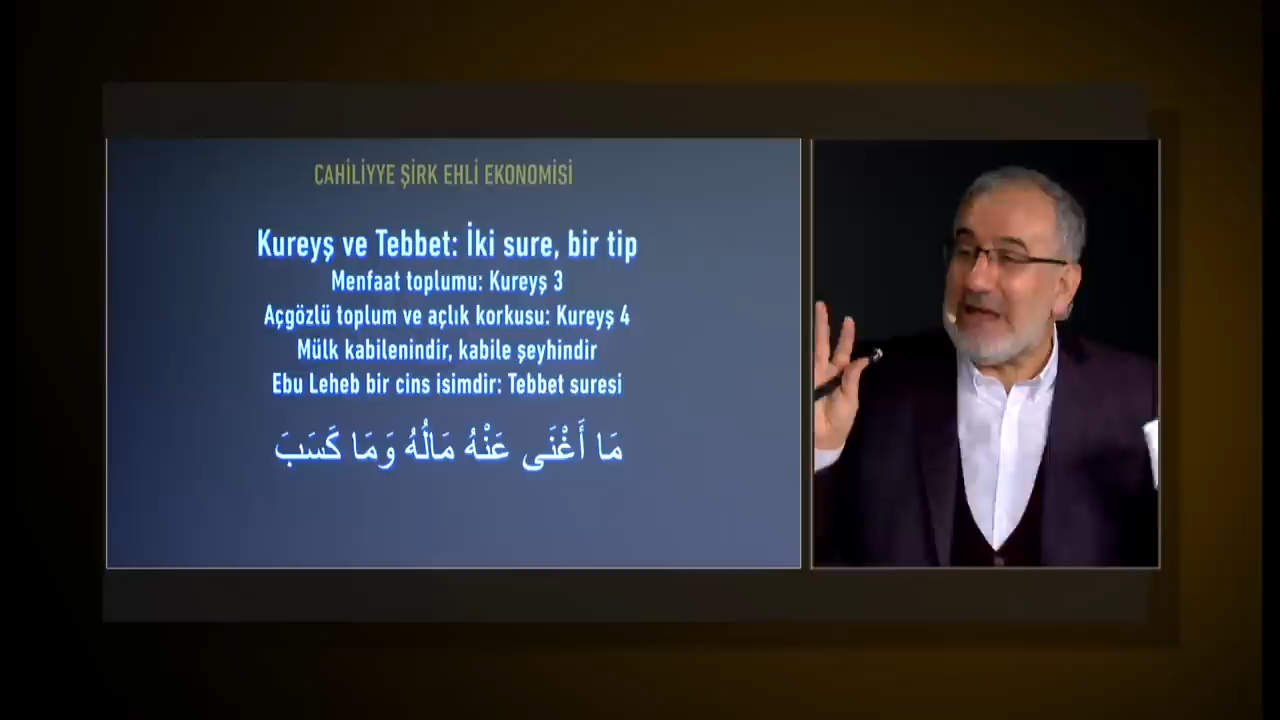 CAHİLİYYE ŞİRK EHLİ EKONOMİSİ
Kureyş ve Tebbet: İki sure, bir tip
Menfaat toplumu: Kureyş 3
Açgözlü toplum ve açlık korkusu: Kureyş 4
Mülk kabilenindir, kabile şeyhindir
Ebu Leheb bir cins isimdir: Tebbet suresi
مَا أَغْنَى عَنْهُ مَالُهُ وَمَا كَسَبَ